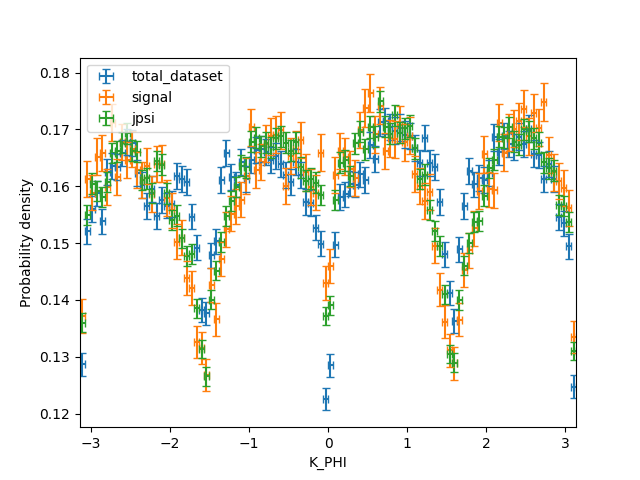 0.18
0.17
0.16
0.15
0.14
0.13
0.12
Probability density
total_dataset
signal
jpsi
−3
−2
−1
0
1
2
3
K_PHI